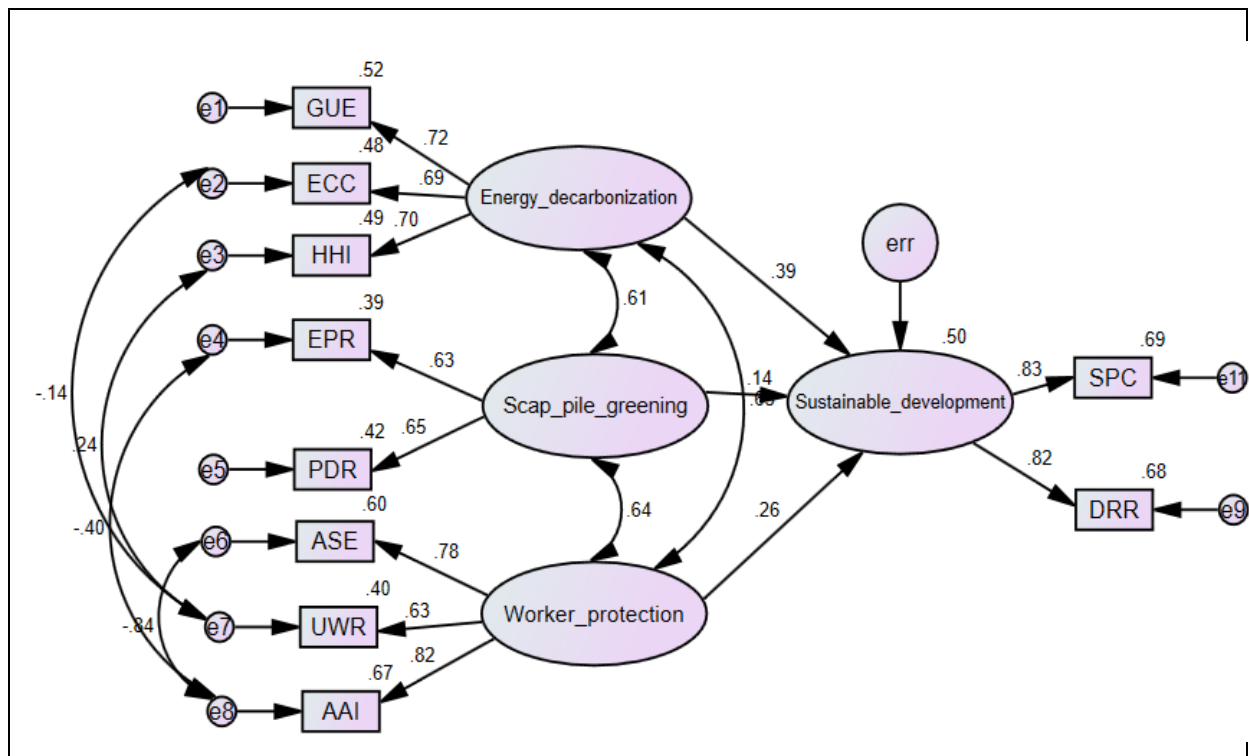 .52
e1
GUE
.72
.48
e2
ECC
.69
Energy_decarbonization
.49
.70
e3
HHI
err
.39
.61
.39
e4
EPR
.63
.50
.69
.83
SPC
e11
.14
Scap_pile_greening
Sustainable_development
-.14
.42
.65
.24
e5
PDR
.82
.68
DRR
e9
.60
.64
.26
-.40
e6
ASE
.78
.40
.63
Worker_protection
-.84
e7
UWR
.82
.67
e8
AAI